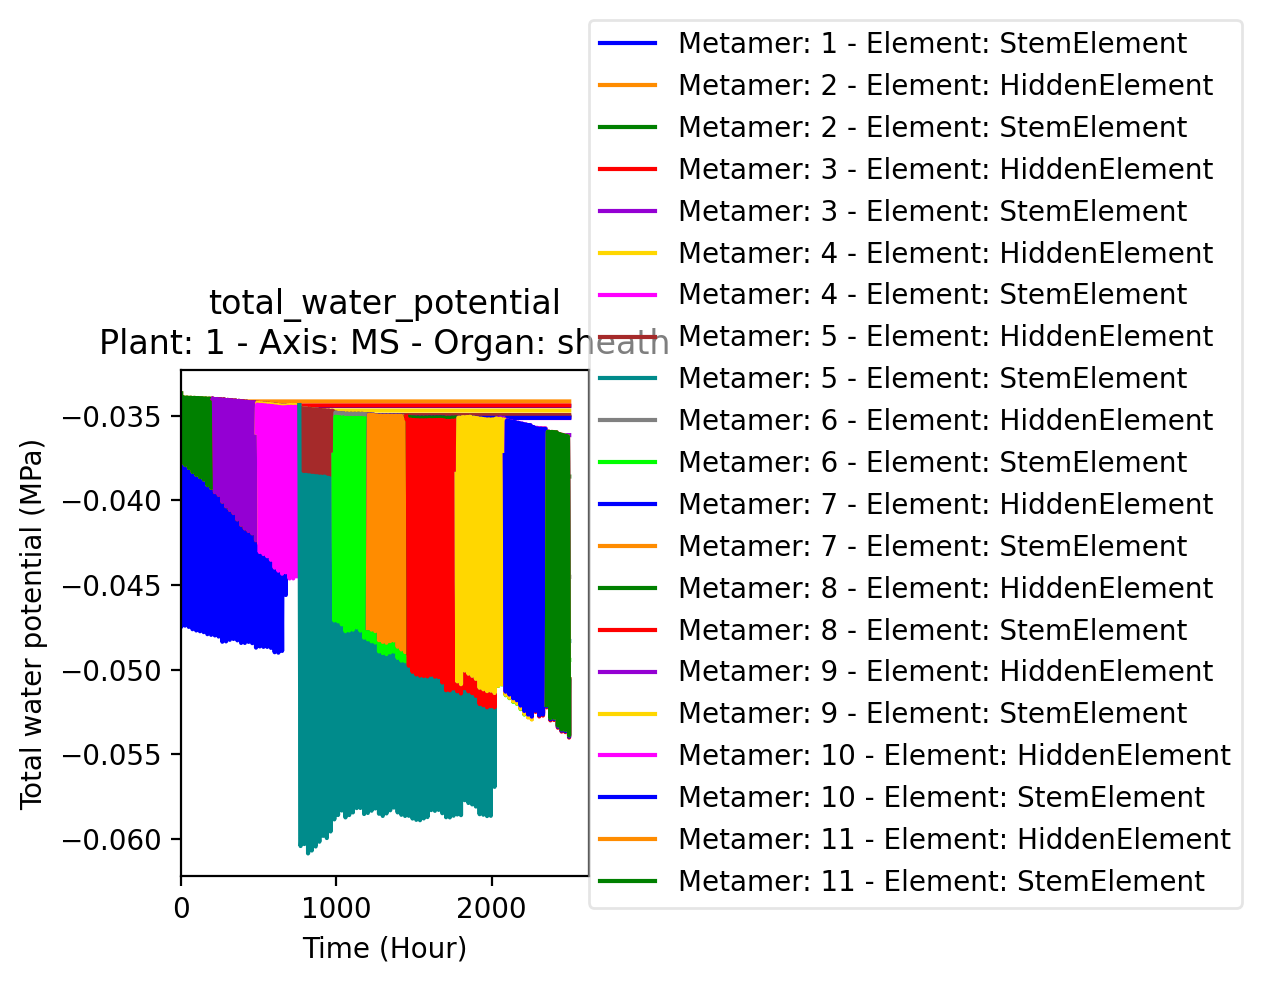 total_water_potential
Plant: 1 - Axis: MS - Organ: sheath
Total water potential (MPa)
−0.035
−0.040
−0.045
−0.050
−0.055
−0.060
0
1000
2000
Time (Hour)
Metamer: 1 - Element: StemElement
Metamer: 2 - Element: HiddenElement
Metamer: 2 - Element: StemElement
Metamer: 3 - Element: HiddenElement
Metamer: 3 - Element: StemElement
Metamer: 4 - Element: HiddenElement
Metamer: 4 - Element: StemElement
Metamer: 5 - Element: HiddenElement
Metamer: 5 - Element: StemElement
Metamer: 6 - Element: HiddenElement
Metamer: 6 - Element: StemElement
Metamer: 7 - Element: HiddenElement
Metamer: 7 - Element: StemElement
Metamer: 8 - Element: HiddenElement
Metamer: 8 - Element: StemElement
Metamer: 9 - Element: HiddenElement
Metamer: 9 - Element: StemElement
Metamer: 10 - Element: HiddenElement
Metamer: 10 - Element: StemElement
Metamer: 11 - Element: HiddenElement
Metamer: 11 - Element: StemElement